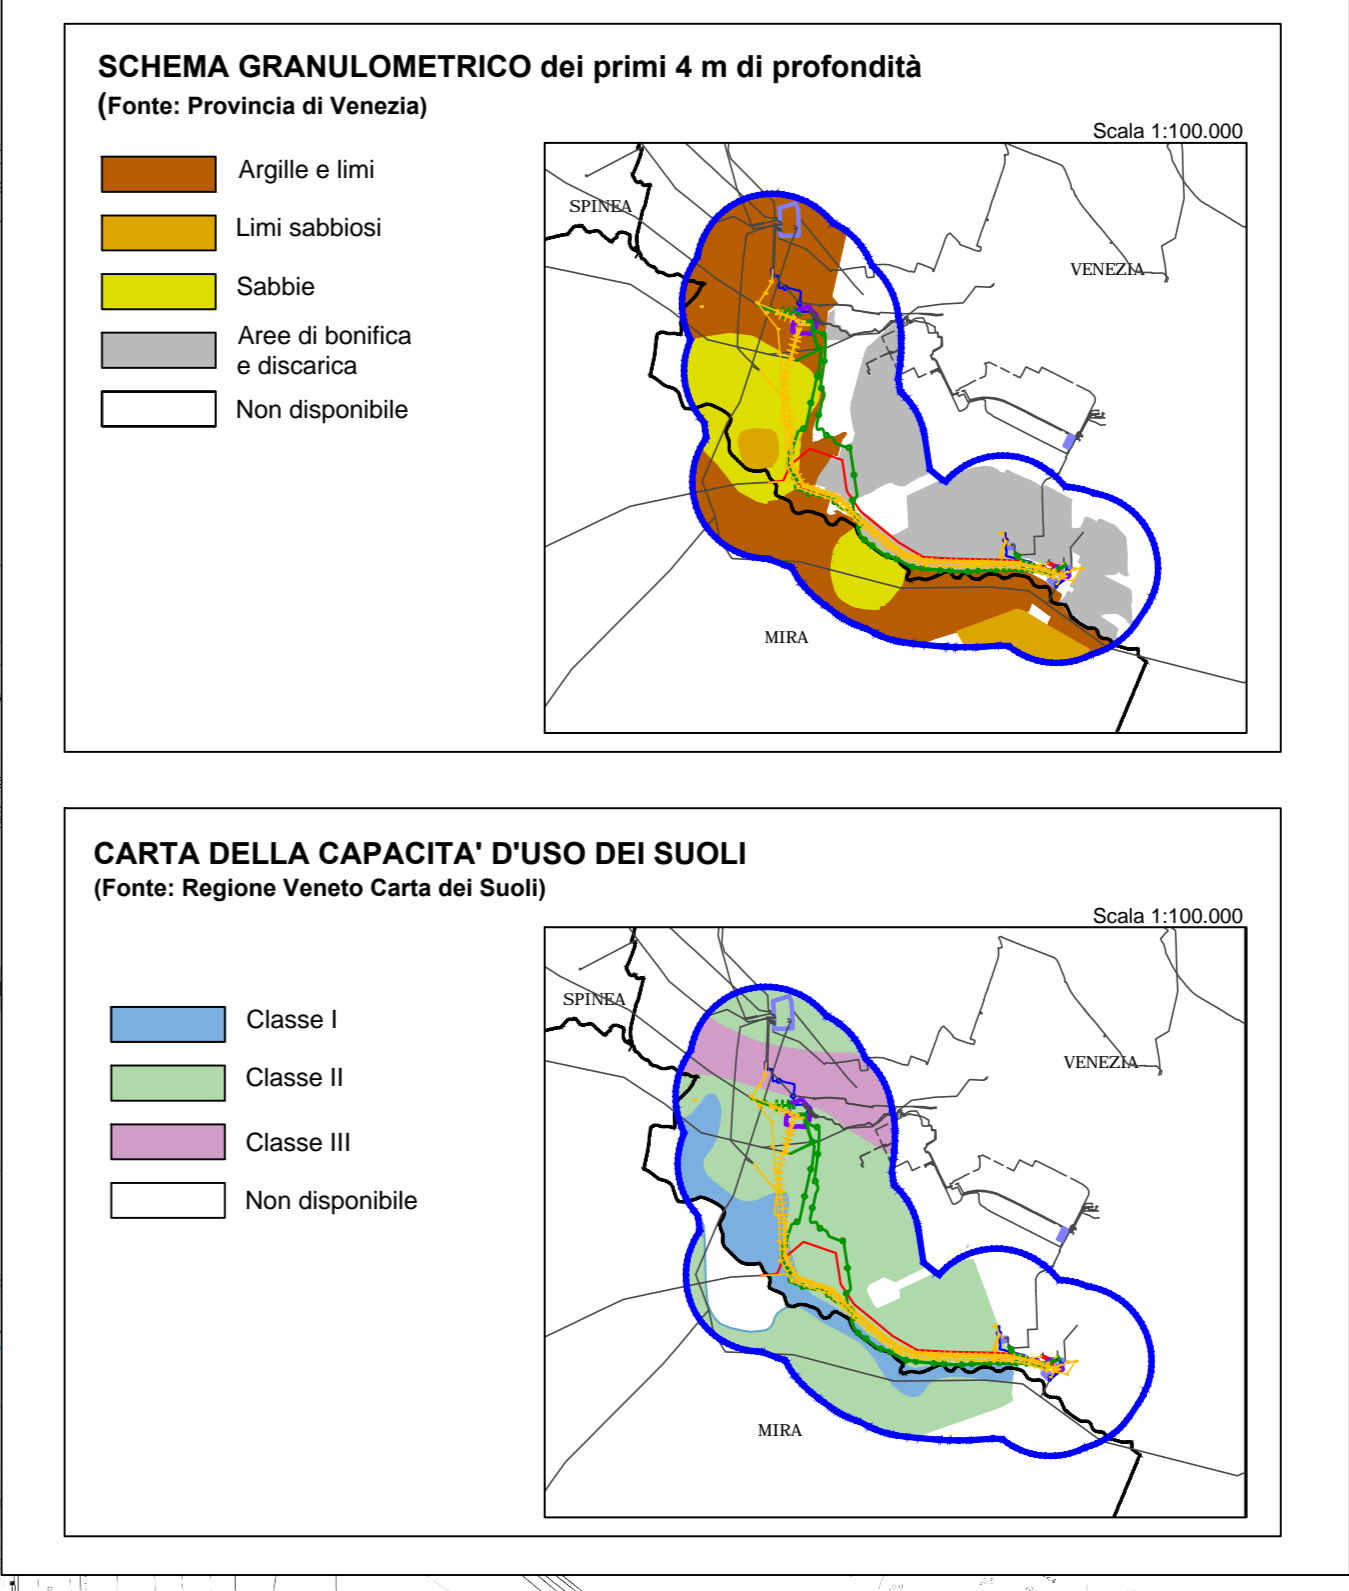 SCHEMA GRANULOMETRICO dei primi 4 m di profondità
(Fonte: Provincia di Venezia)
Scala 1:100.000
Argille e limi
Limi sabbiosi
Sabbie
Aree di bonifica
e discarica
Non disponibile
SPINEA
VENEZIA
MIRA
CARTA DELLA CAPACITA' D'USO DEI SUOLI
(Fonte: Regione Veneto Carta dei Suoli)
Scala 1:100.000
Classe I
Classe II
Classe III
Non disponibile
SPINEA
VENEZIA
MIRA